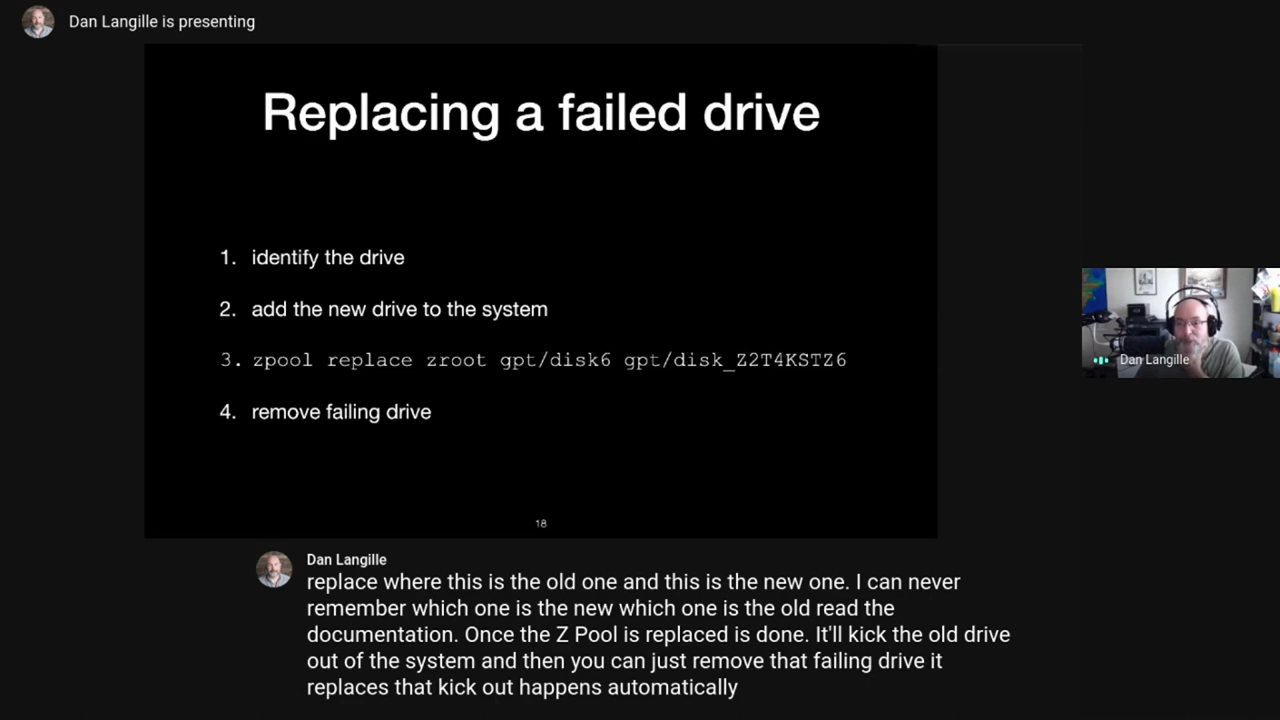 Dan Langille is presenting
Replacing a failed drive
1. identify the drive
2. add the new drive to the system
3. zpool replace zroot gpt/disk6 gpt/disk_Z2T4KSTZ6
4. remove failing drive
18
Dan Langille
Dan Langille
replace where this is the old one and this is the new one. I can never
remember which one is the new which one is the old read the
documentation. Once the Z Pool is replaced is done. It'll kick the old drive
out of the system and then you can just remove that failing drive it
replaces that kick out happens automatically